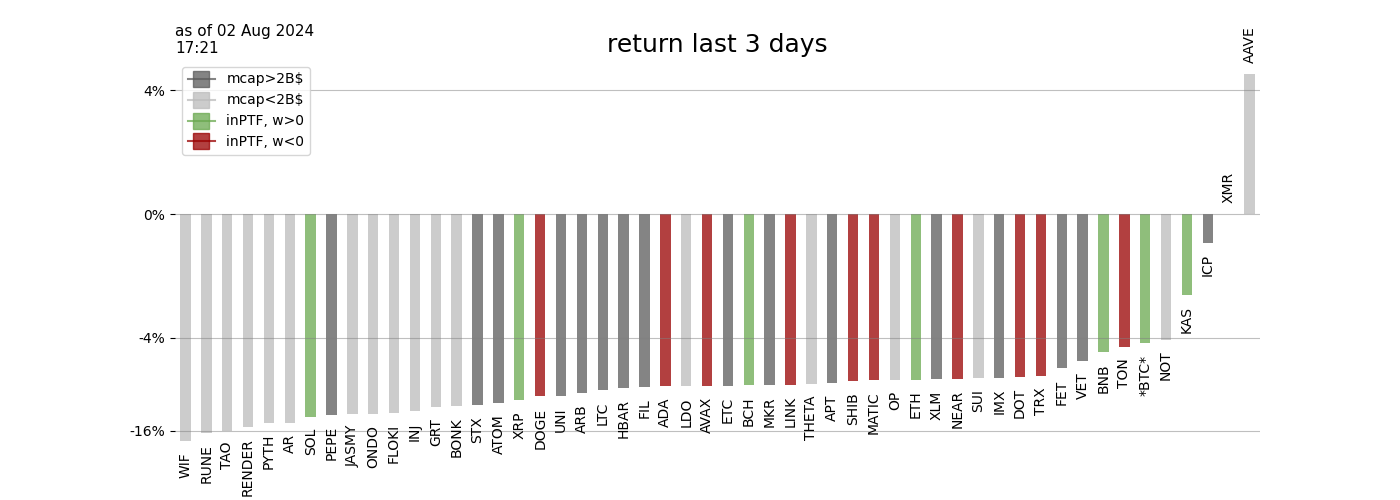 as of 02 Aug 2024
17:21
return last 3 days
mcap>2B$
mcap<2B$
inPTF, w>0
inPTF, w<0
4%
0%
-4%
-16%
WIF
RUNE
TAO
RENDER
PYTH
AR
SOL
PEPE
JASMY
ONDO
FLOKI
INJ
GRT
BONK
STX
ATOM
XRP
DOGE
UNI
ARB
LTC
HBAR
FIL
ADA
LDO
AVAX
ETC
BCH
MKR
LINK
THETA
APT
SHIB
MATIC
OP
ETH
XLM
NEAR
SUI
IMX
DOT
TRX
FET
VET
BNB
TON
*BTC*
NOT
KAS
ICP
XMR
AAVE